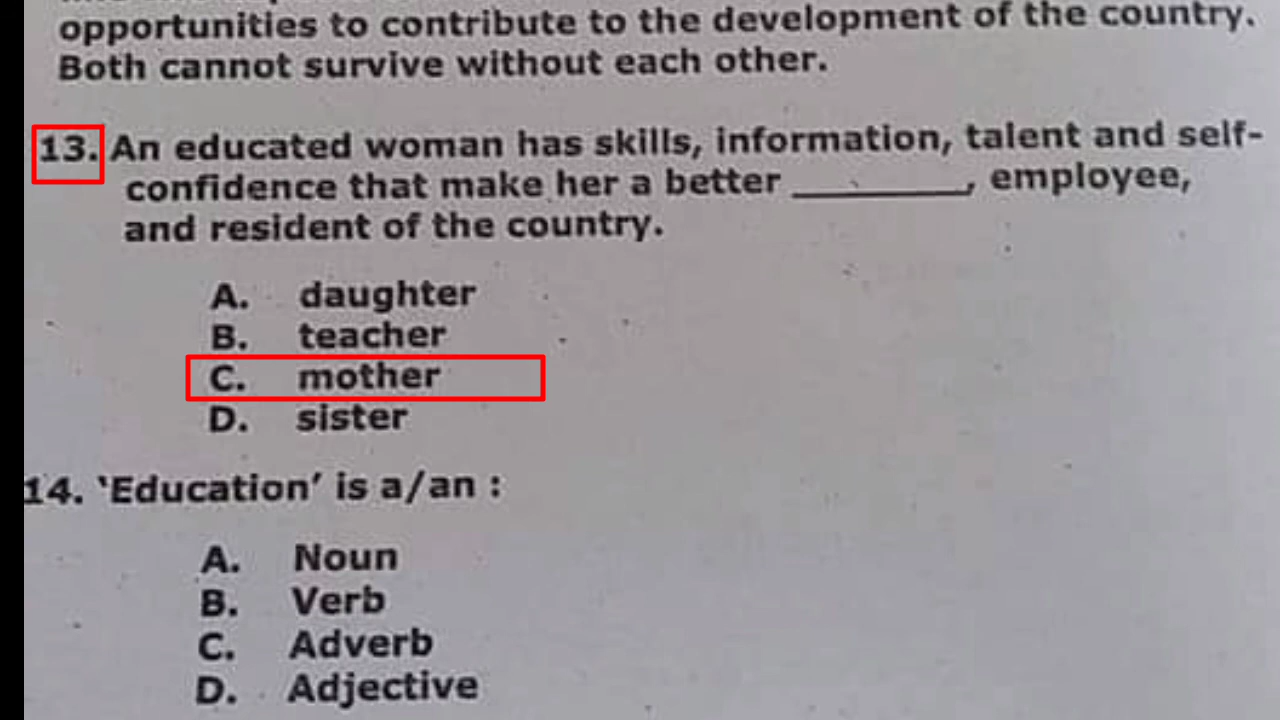 opportunities to contribute to the development of the country.
Both cannot survive without each other.
13. An educated woman has skills, information, talent and self-
confidence that make her a better ________, employee,
and resident of the country.
A. daughter
B. teacher
C. mother
D. sister
14. ‘Education’ is a/an :
A. Noun
B. Verb
C. Adverb
D. Adjective